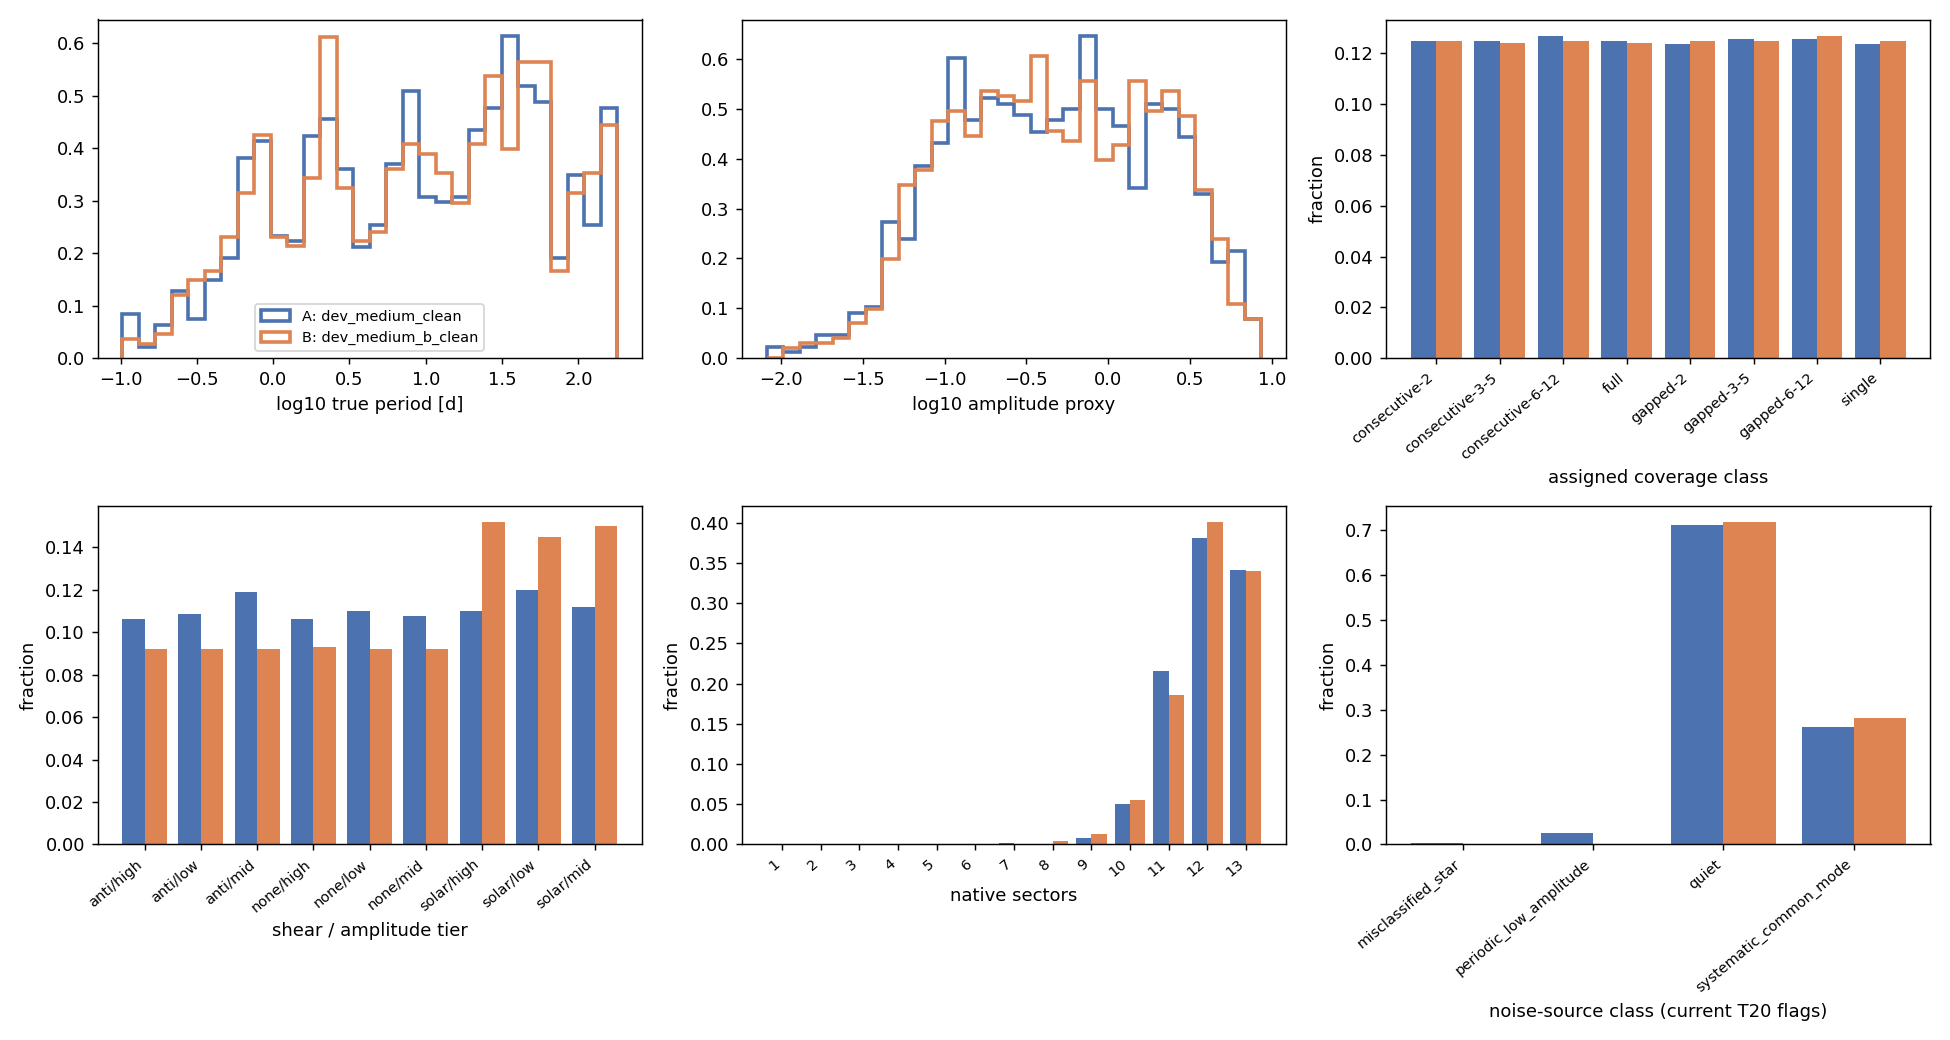 0.6
0.5
0.4
0.3
0.2
0.1
0.0
−1.0 −0.5 0.0 0.5 1.0 1.5 2.0
log10 true period [d]
A: dev_medium_clean
B: dev_medium_b_clean
0.6
0.5
0.4
0.3
0.2
0.1
0.0
−2.0 −1.5 −1.0 −0.5 0.0 0.5 1.0
log10 amplitude proxy
fraction
0.12
0.10
0.08
0.06
0.04
0.02
0.00
consecutive-2
consecutive-3-5
consecutive-6-12
full
gapped-2
gapped-3-5
gapped-6-12
single
assigned coverage class
fraction
0.14
0.12
0.10
0.08
0.06
0.04
0.02
0.00
anti/high
anti/low
anti/mid
none/high
none/low
none/mid
solar/high
solar/low
solar/mid
shear / amplitude tier
fraction
0.40
0.35
0.30
0.25
0.20
0.15
0.10
0.05
0.00
1 2 3 4 5 6 7 8 9 10 11 12 13
native sectors
fraction
0.7
0.6
0.5
0.4
0.3
0.2
0.1
0.0
misclassified_star
periodic_low_amplitude
quiet
systematic_common_mode
noise-source class (current T20 flags)